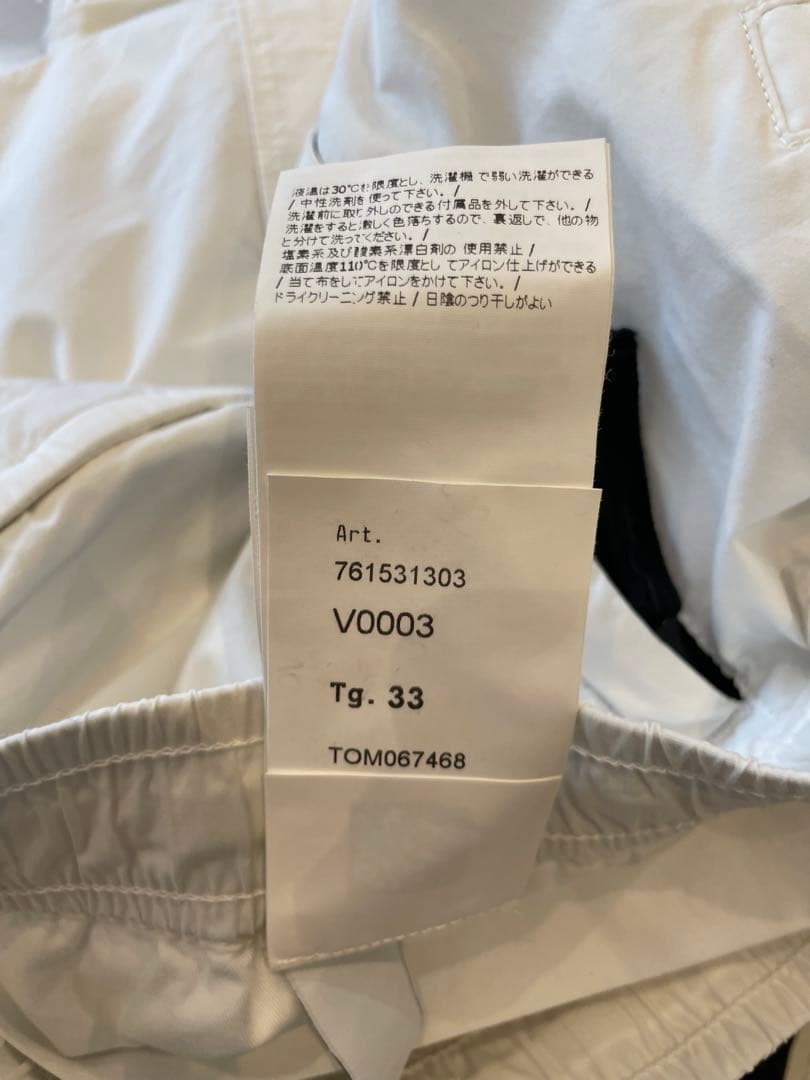 液温は30℃を限度とし、洗濯機で弱い洗濯ができる
/ 中性洗剤を使って下さい。/
洗濯前に取り外しのできる付属品を外して下さい。/
洗濯をすると激しく色落ちするので、裏返しで、他の物
と分けて洗ってください。/
塩素系及び酸素系漂白剤の 使用禁止 /
底面温度110℃を限度とし てアイロン仕上げができる
/ 当て布をしてアイロンをかけて下さい。/
ドライクリーニング禁止 / 日陰のつり干しがよい
Art.
761531303
V0003
Tg. 33
TOM067468